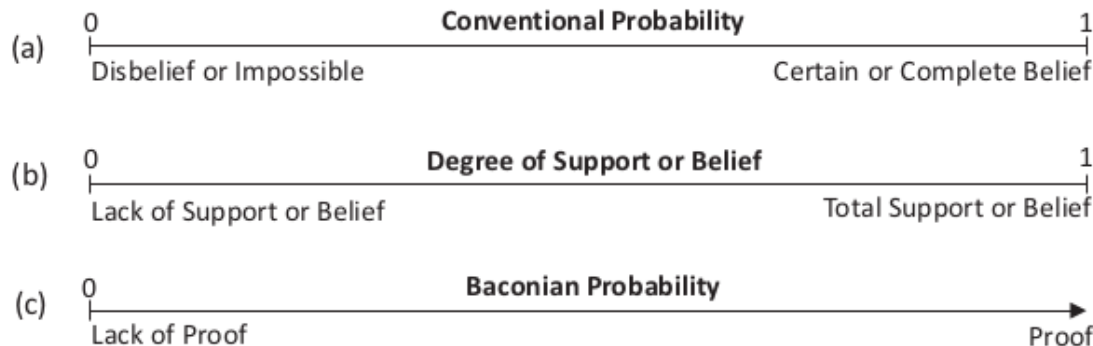 0 Conventional Probability 1
(a)
Disbelief or Impossible Certain or Complete Belief
0 Degree of Support or Belief 1
(b)
Lack of Support or Belief Total Support or Belief
0 Baconian Probability
(c)
Lack of Proof Proof